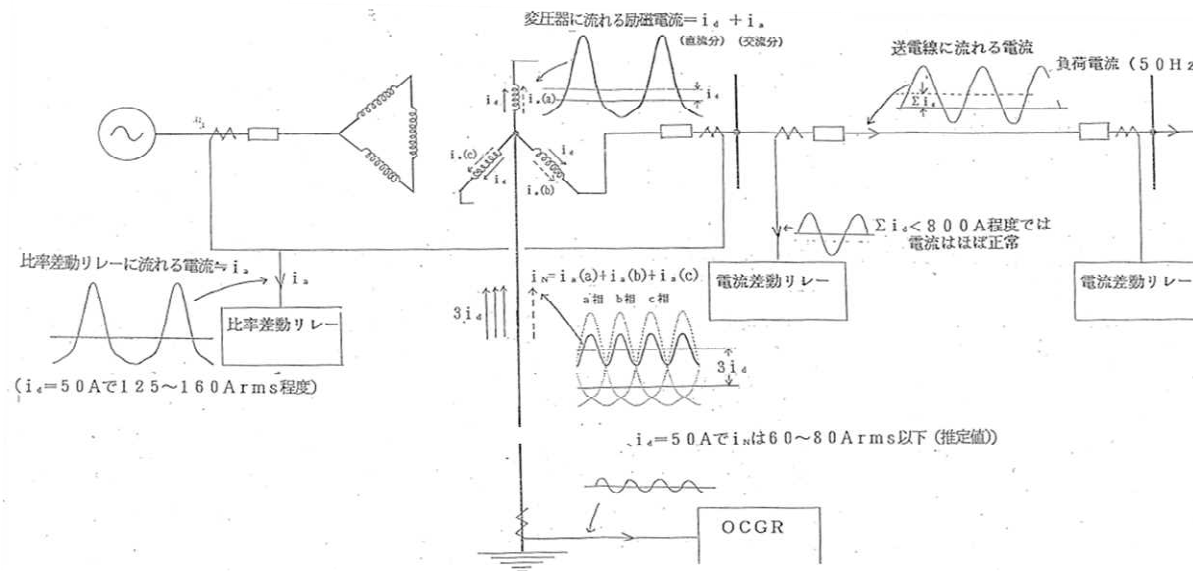 変圧器に流れる励磁電流＝id＋ia
(直流分) (交流分)
送電線に流れる電流
負荷電流（50Hz
id
ia(a)
id
Σid
ia(c)
id
id
ia(b)
Σid＜800A程度では
電流はほぼ正常
比率差動リレーに流れる電流≒ia
ia
iN＝ia(a)＋ia(b)＋ia(c)
電流差動リレー
電流差動リレー
a相 b相 c相
3id
比率差動リレー
3id
(id＝50Aで125～160Arms程度)
id＝50AでiNは60～80Arms以下(推定値))
OCGR